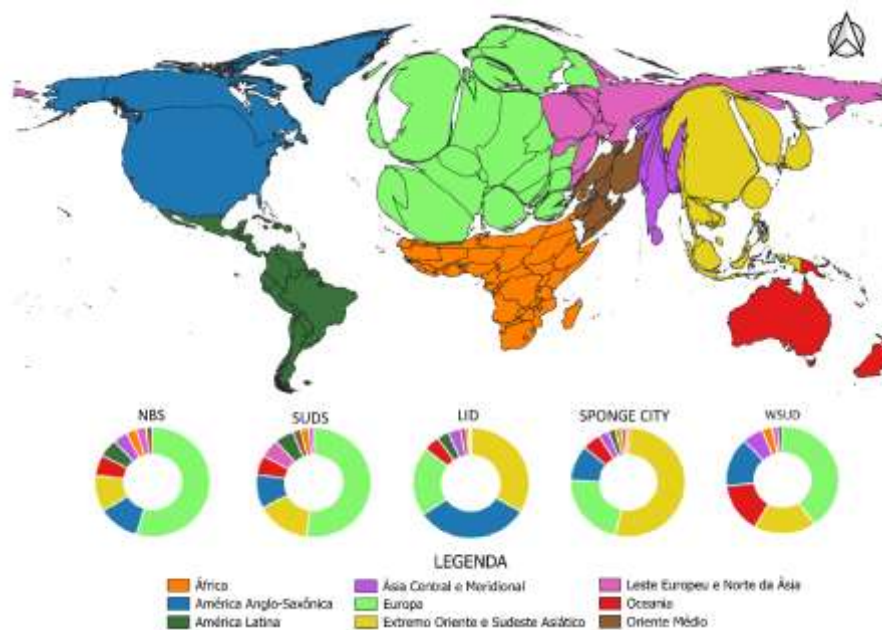 NBS SUDS LID SPONGE CITY WSUD
LEGENDA
África Ásia Central e Meridional Leste Europeu e Norte da Ásia
América Anglo-Saxônica Europa Oceania
América Latina Extremo Oriente e Sudeste Asiático Oriente Médio